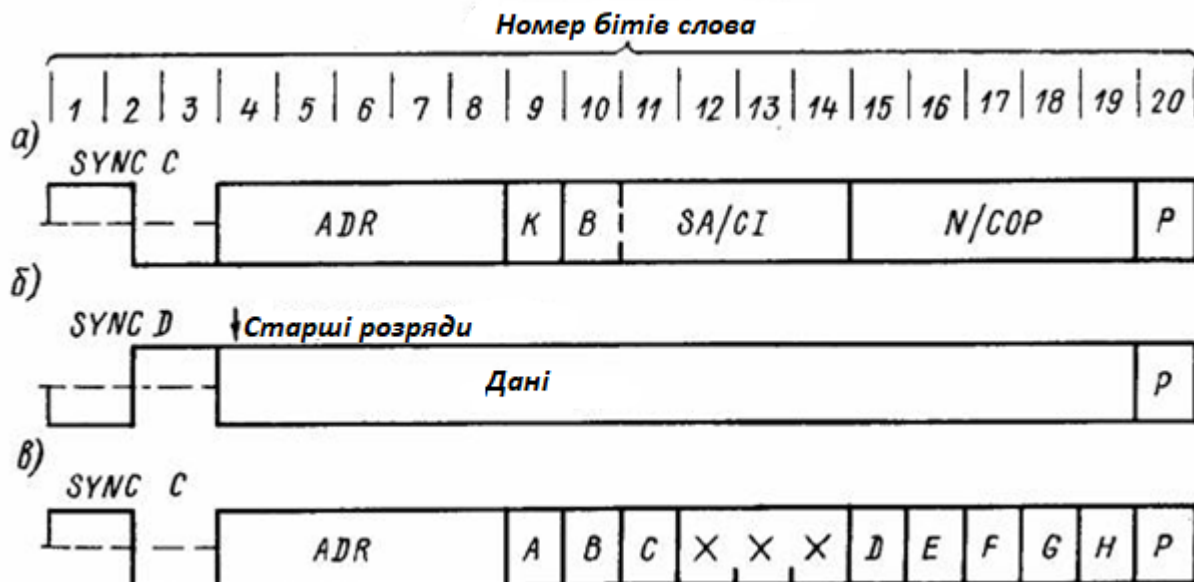 Номер бітів слова
1 2 3 4 5 6 7 8 9 10 11 12 13 14 15 16 17 18 19 20
а)
SYNC C
ADR K B SA/CI N/COP P
б)
SYNC D Старші розряди
Дані P
в)
SYNC C
ADR A B C X X X D E F G H P